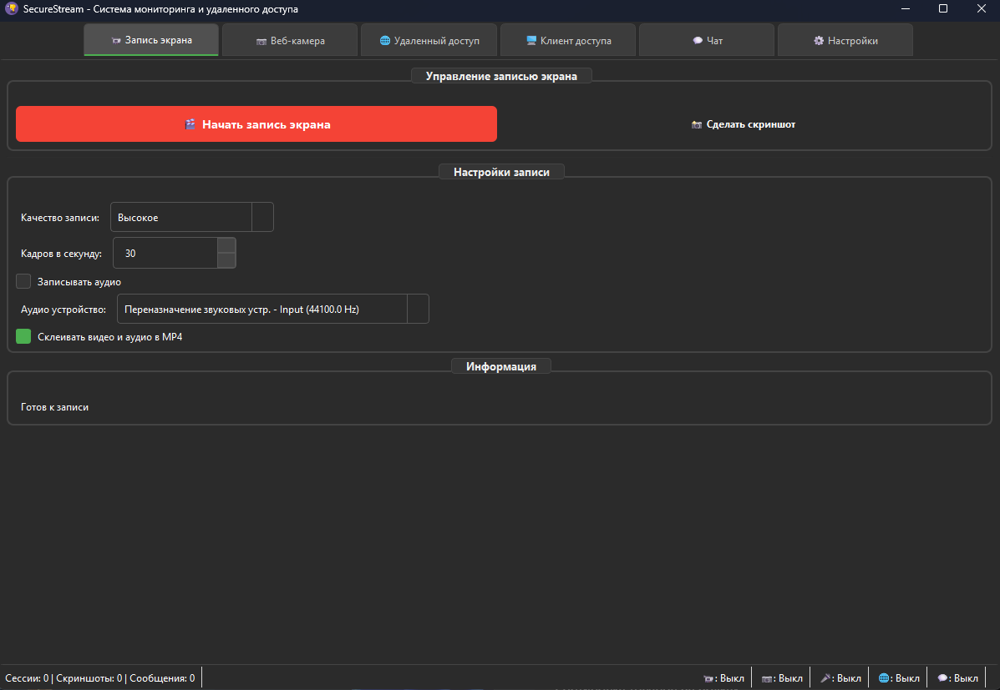 SecureStream - Система мониторинга и удаленного доступа
Запись экрана Веб-камера Удаленный доступ Клиент доступа Чат Настройки
Управление записью экрана
Начать запись экрана Сделать скриншот
Настройки записи
Качество записи: Высокое
Кадров в секунду: 30
Записывать аудио
Аудио устройство: Переназначение звуковых устр. - Input (44100.0 Hz)
Склеивать видео и аудио в MP4
Информация
Готов к записи
Сессии: 0 | Скриншоты: 0 | Сообщения: 0 : Выкл : Выкл : Выкл : Выкл : Выкл